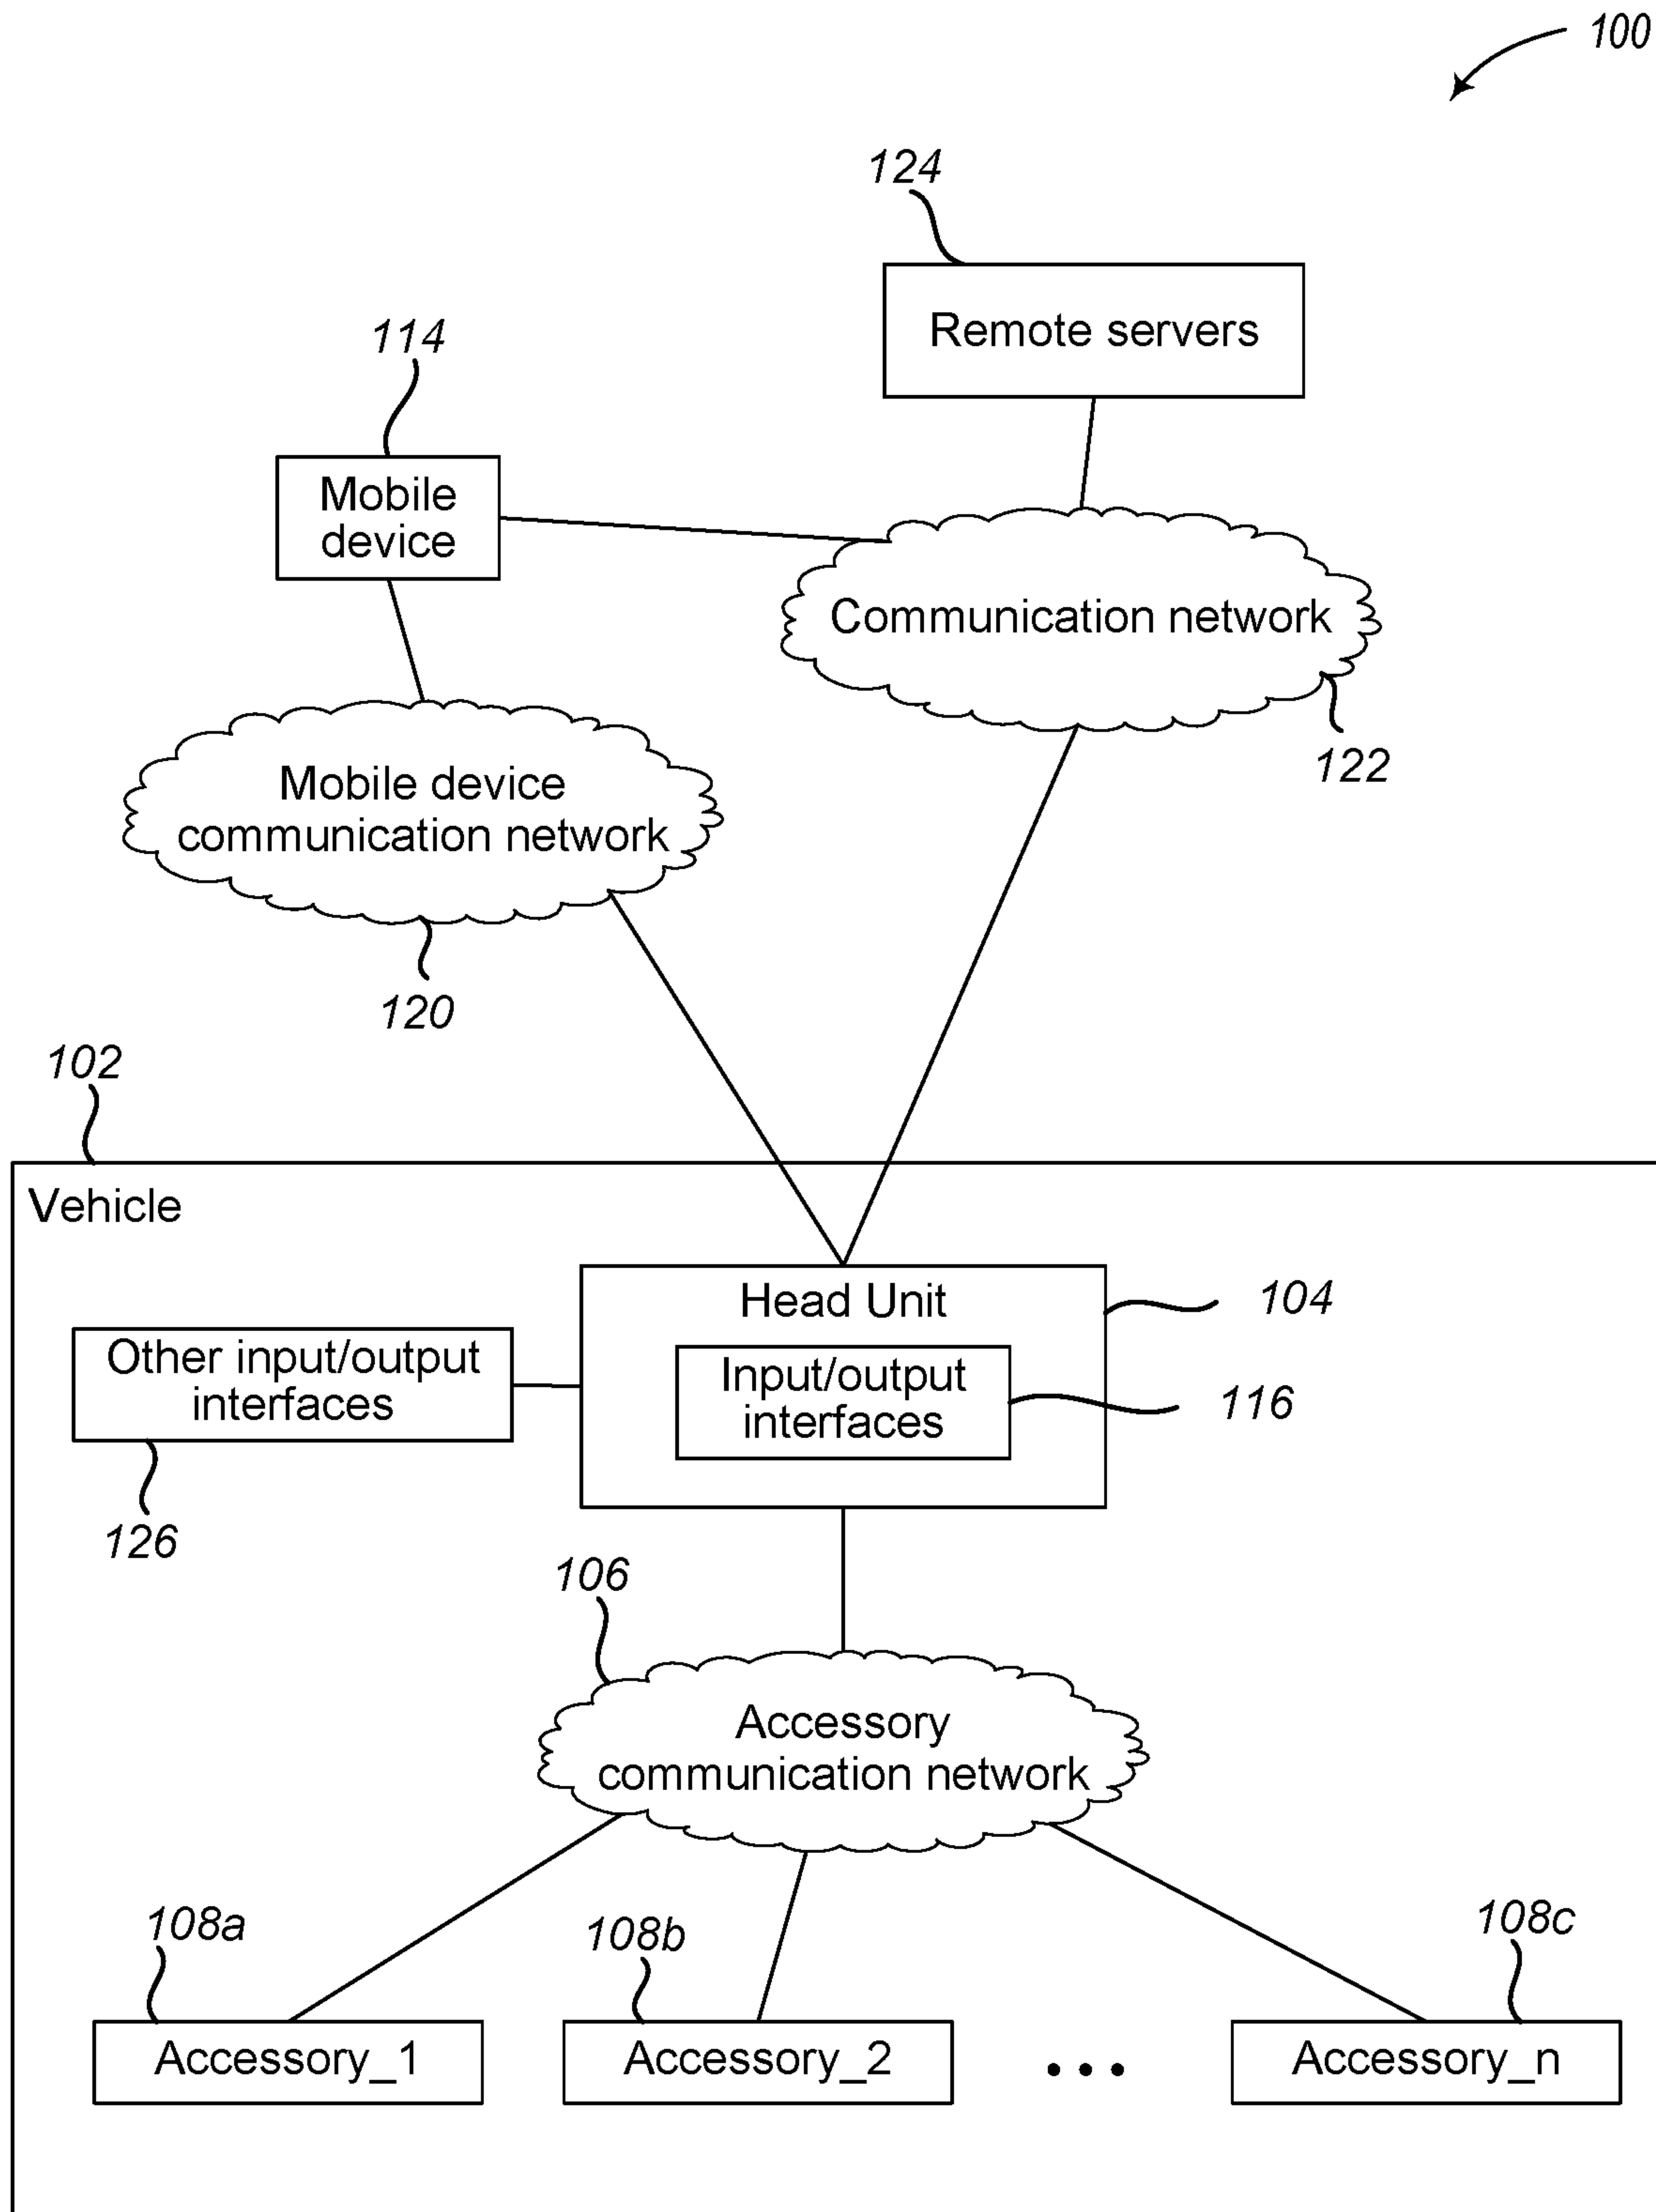 100
124
Remote servers
114
Mobile
device
Communication network
122
Mobile device
communication network
120
102
Vehicle
Head Unit
104
Other input/output
interfaces
Input/output
interfaces
116
126
106
Accessory
communication network
108a
108b
108c
Accessory_1
Accessory_2
...
Accessory_n